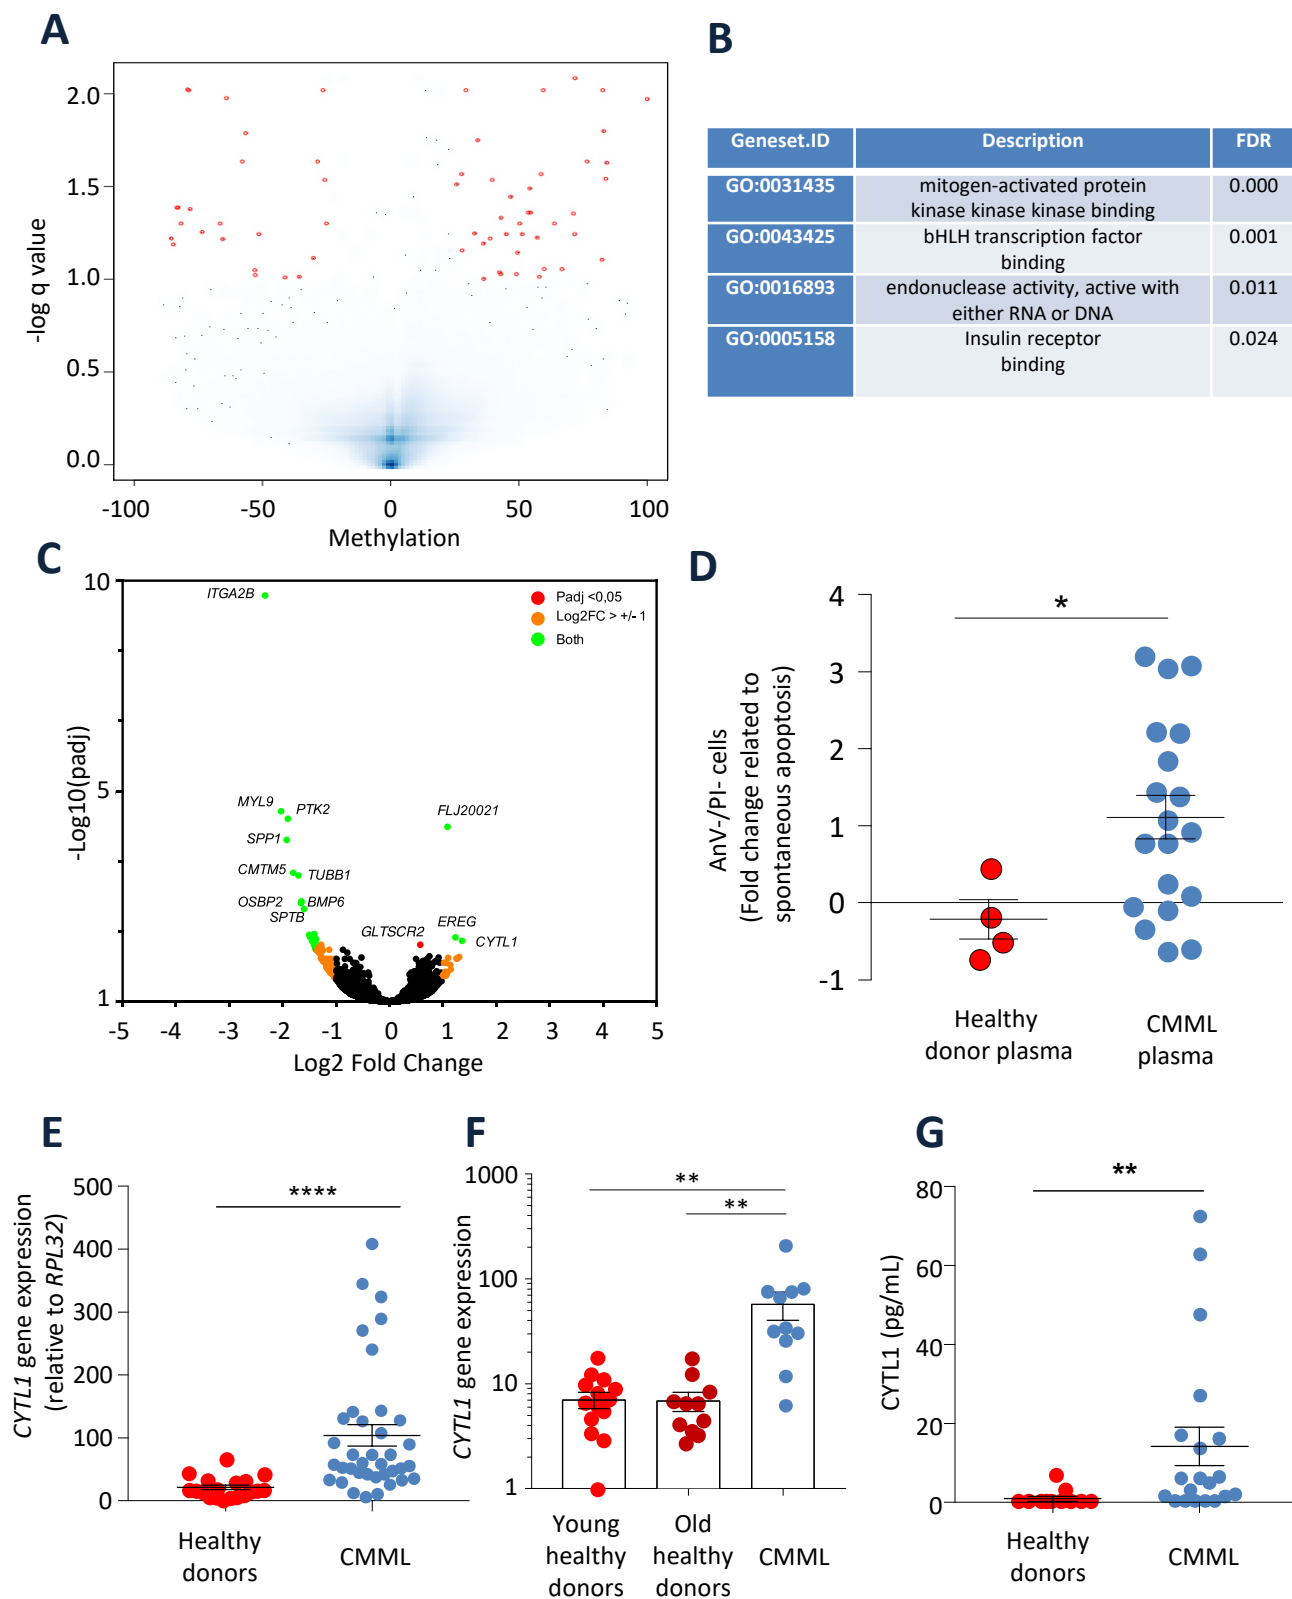 A
2.0
1.5
1.0
0.5
0.0
-log q value
-100
-50
0
50
100
Methylation
B
Geneset.ID
Description
FDR
GO:0031435
mitogen-activated protein
kinase kinase kinase binding
0.000
GO:0043425
bHLH transcription factor
binding
0.001
GO:0016893
endonuclease activity, active with
either RNA or DNA
0.011
GO:0005158
Insulin receptor
binding
0.024
C
10
5
1
-Log10(padj)
ITGA2B
Padj <0,05
Log2FC > +/- 1
Both
MYL9
PTK2
SPP1
CMTM5
TUBB1
OSBP2
BMP6
SPTB
FLJ20021
GLTSCR2
EREG
CYTL1
-5
-4
-3
-2
-1
0
1
2
3
4
5
Log2 Fold Change
D
*
4
3
2
1
0
-1
AnV-/PI- cells
(Fold change related to
spontaneous apoptosis)
Healthy
donor plasma
CMML
plasma
E
****
500
400
300
200
100
0
CYTL1 gene expression
(relative to RPL32)
Healthy
donors
CMML
F
**
**
1000
100
10
1
CYTL1 gene expression
Young
healthy
donors
Old
healthy
donors
CMML
G
**
80
60
40
20
0
CYTL1 (pg/mL)
Healthy
donors
CMML